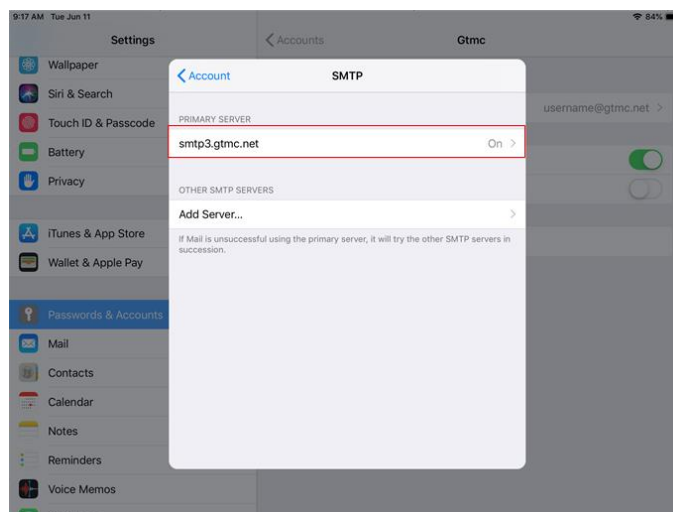 9:17 AM Tue Jun 11
84%
Settings
Accounts
Gtmc
Wallpaper
Siri & Search
Touch ID & Passcode
Battery
Privacy
iTunes & App Store
Wallet & Apple Pay
Passwords & Accounts
Mail
Contacts
Calendar
Notes
Reminders
Voice Memos
username@gtmc.net
Account
SMTP
PRIMARY SERVER
smtp3.gtmc.net On
OTHER SMTP SERVERS
Add Server...
If Mail is unsuccessful using the primary server, it will try the other SMTP servers in
succession.